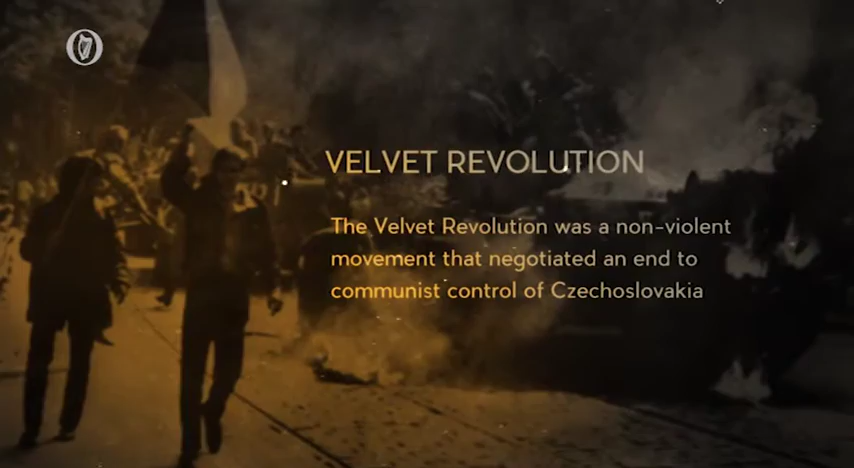 VELVET REVOLUTION
The Velvet Revolution was a non-violent
movement that negotiated an end to
communist control of Czechoslovakia